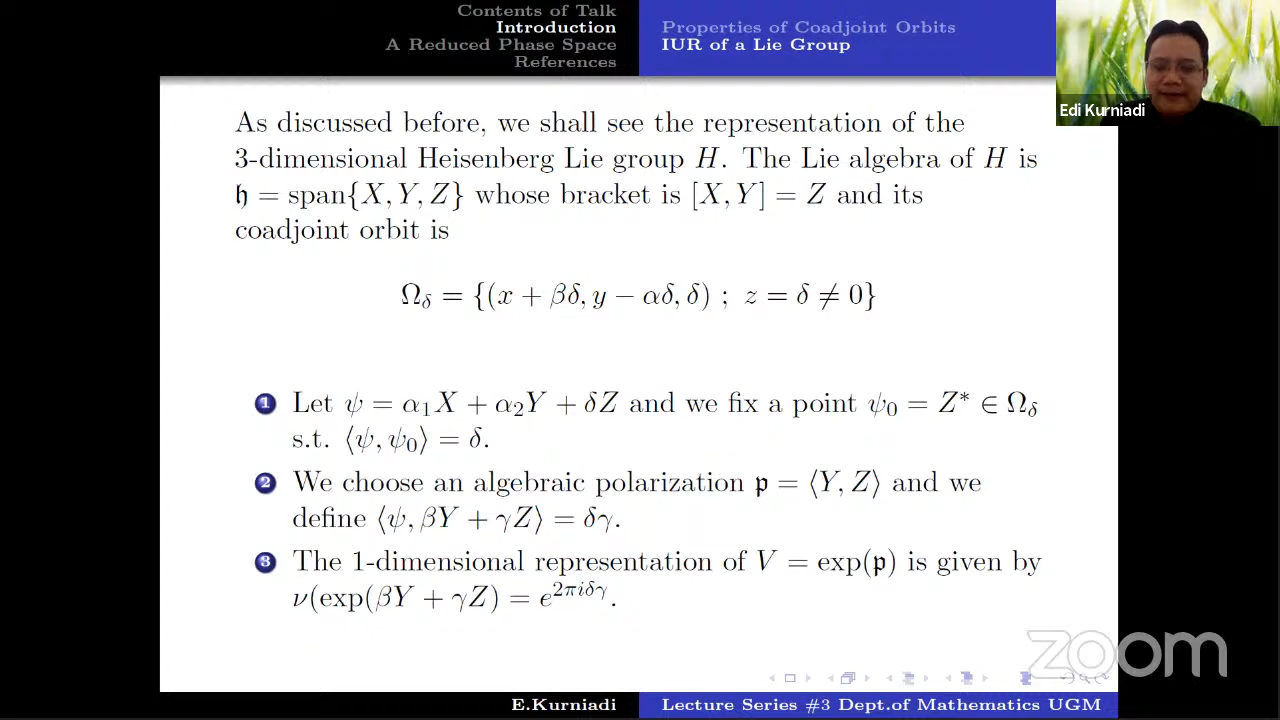 Contents of Talk
Introduction
A Reduced Phase Space
References
Properties of Coadjoint Orbits
IUR of a Lie Group
Edi Kurniadi
As discussed before, we shall see the representation of the
3-dimensional Heisenberg Lie group H. The Lie algebra of H is
𝔥 = span{X, Y, Z} whose bracket is [X, Y] = Z and its
coadjoint orbit is
Ω_δ = {(x + βδ, y − αδ, δ) ; z = δ ≠ 0}
1 Let ψ = α₁X + α₂Y + δZ and we fix a point ψ₀ = Z* ∈ Ω_δ
s.t. ⟨ψ, ψ₀⟩ = δ.
2 We choose an algebraic polarization 𝔭 = ⟨Y, Z⟩ and we
define ⟨ψ, βY + γZ⟩ = δγ.
3 The 1-dimensional representation of V = exp(𝔭) is given by
ν(exp(βY + γZ) = e^{2πiδγ}.
zoom
E.Kurniadi
Lecture Series #3 Dept.of Mathematics UGM